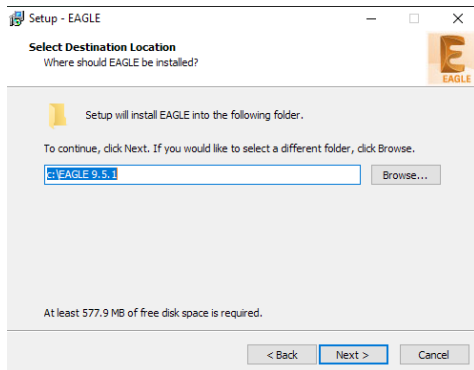 Setup - EAGLE
Select Destination Location
Where should EAGLE be installed?
EAGLE
Setup will install EAGLE into the following folder.
To continue, click Next. If you would like to select a different folder, click Browse.
c:\EAGLE 9.5.1
Browse...
At least 577.9 MB of free disk space is required.
< Back
Next >
Cancel